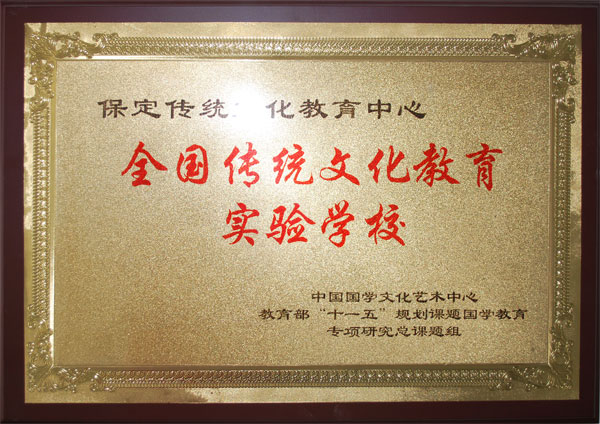 保定传统文化教育中心
全国传统文化教育
实验学校
中国国学文化艺术中心
教育部“十一五”规划课题国学教育
专项研究总课题组